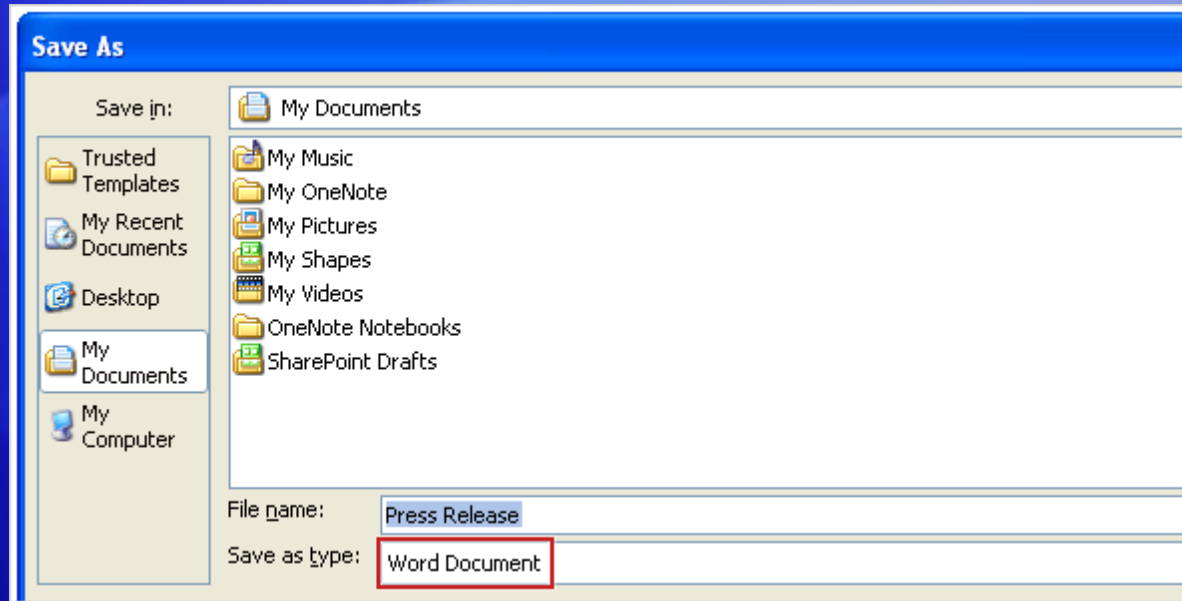 Save As
Save in:
My Documents
Trusted
Templates
My Recent
Documents
Desktop
My
Documents
My
Computer
My Music
My OneNote
My Pictures
My Shapes
My Videos
OneNote Notebooks
SharePoint Drafts
File name:
Press Release
Save as type:
Word Document